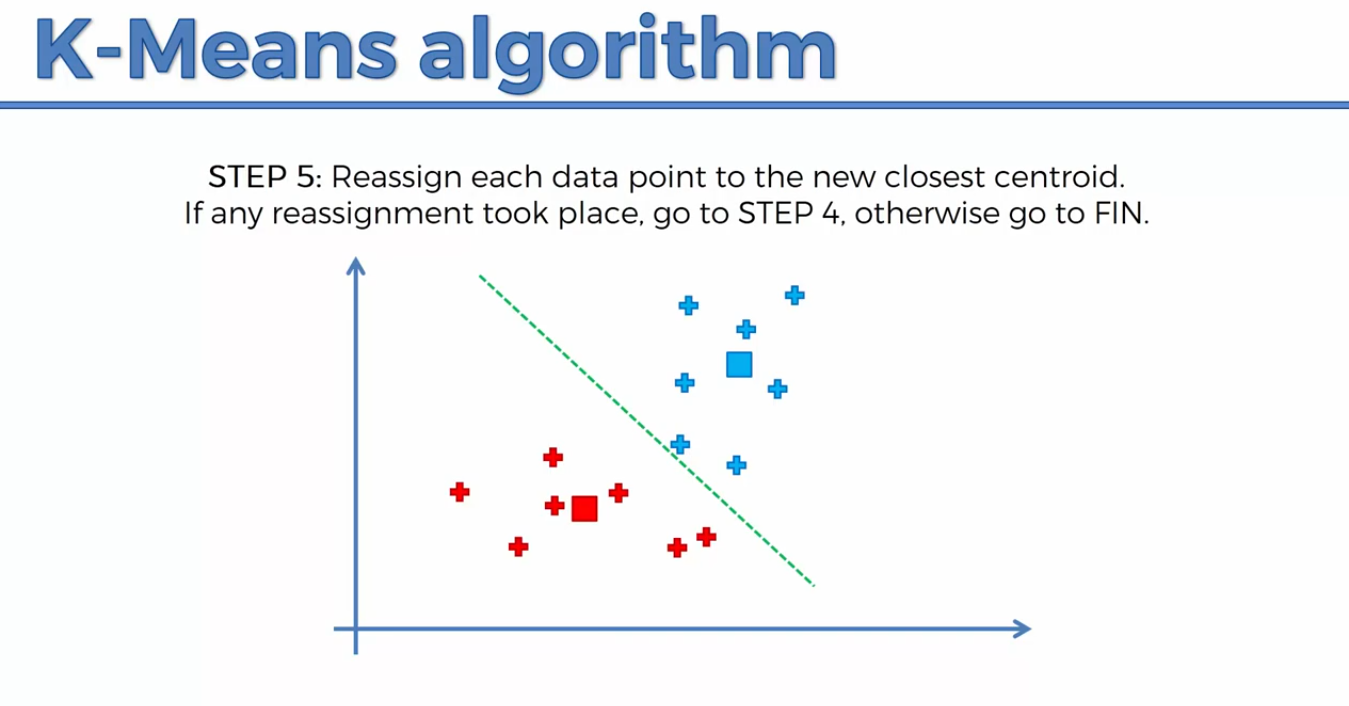 K-Means algorithm
STEP 5: Reassign each data point to the new closest centroid.
If any reassignment took place, go to STEP 4, otherwise go to FIN.